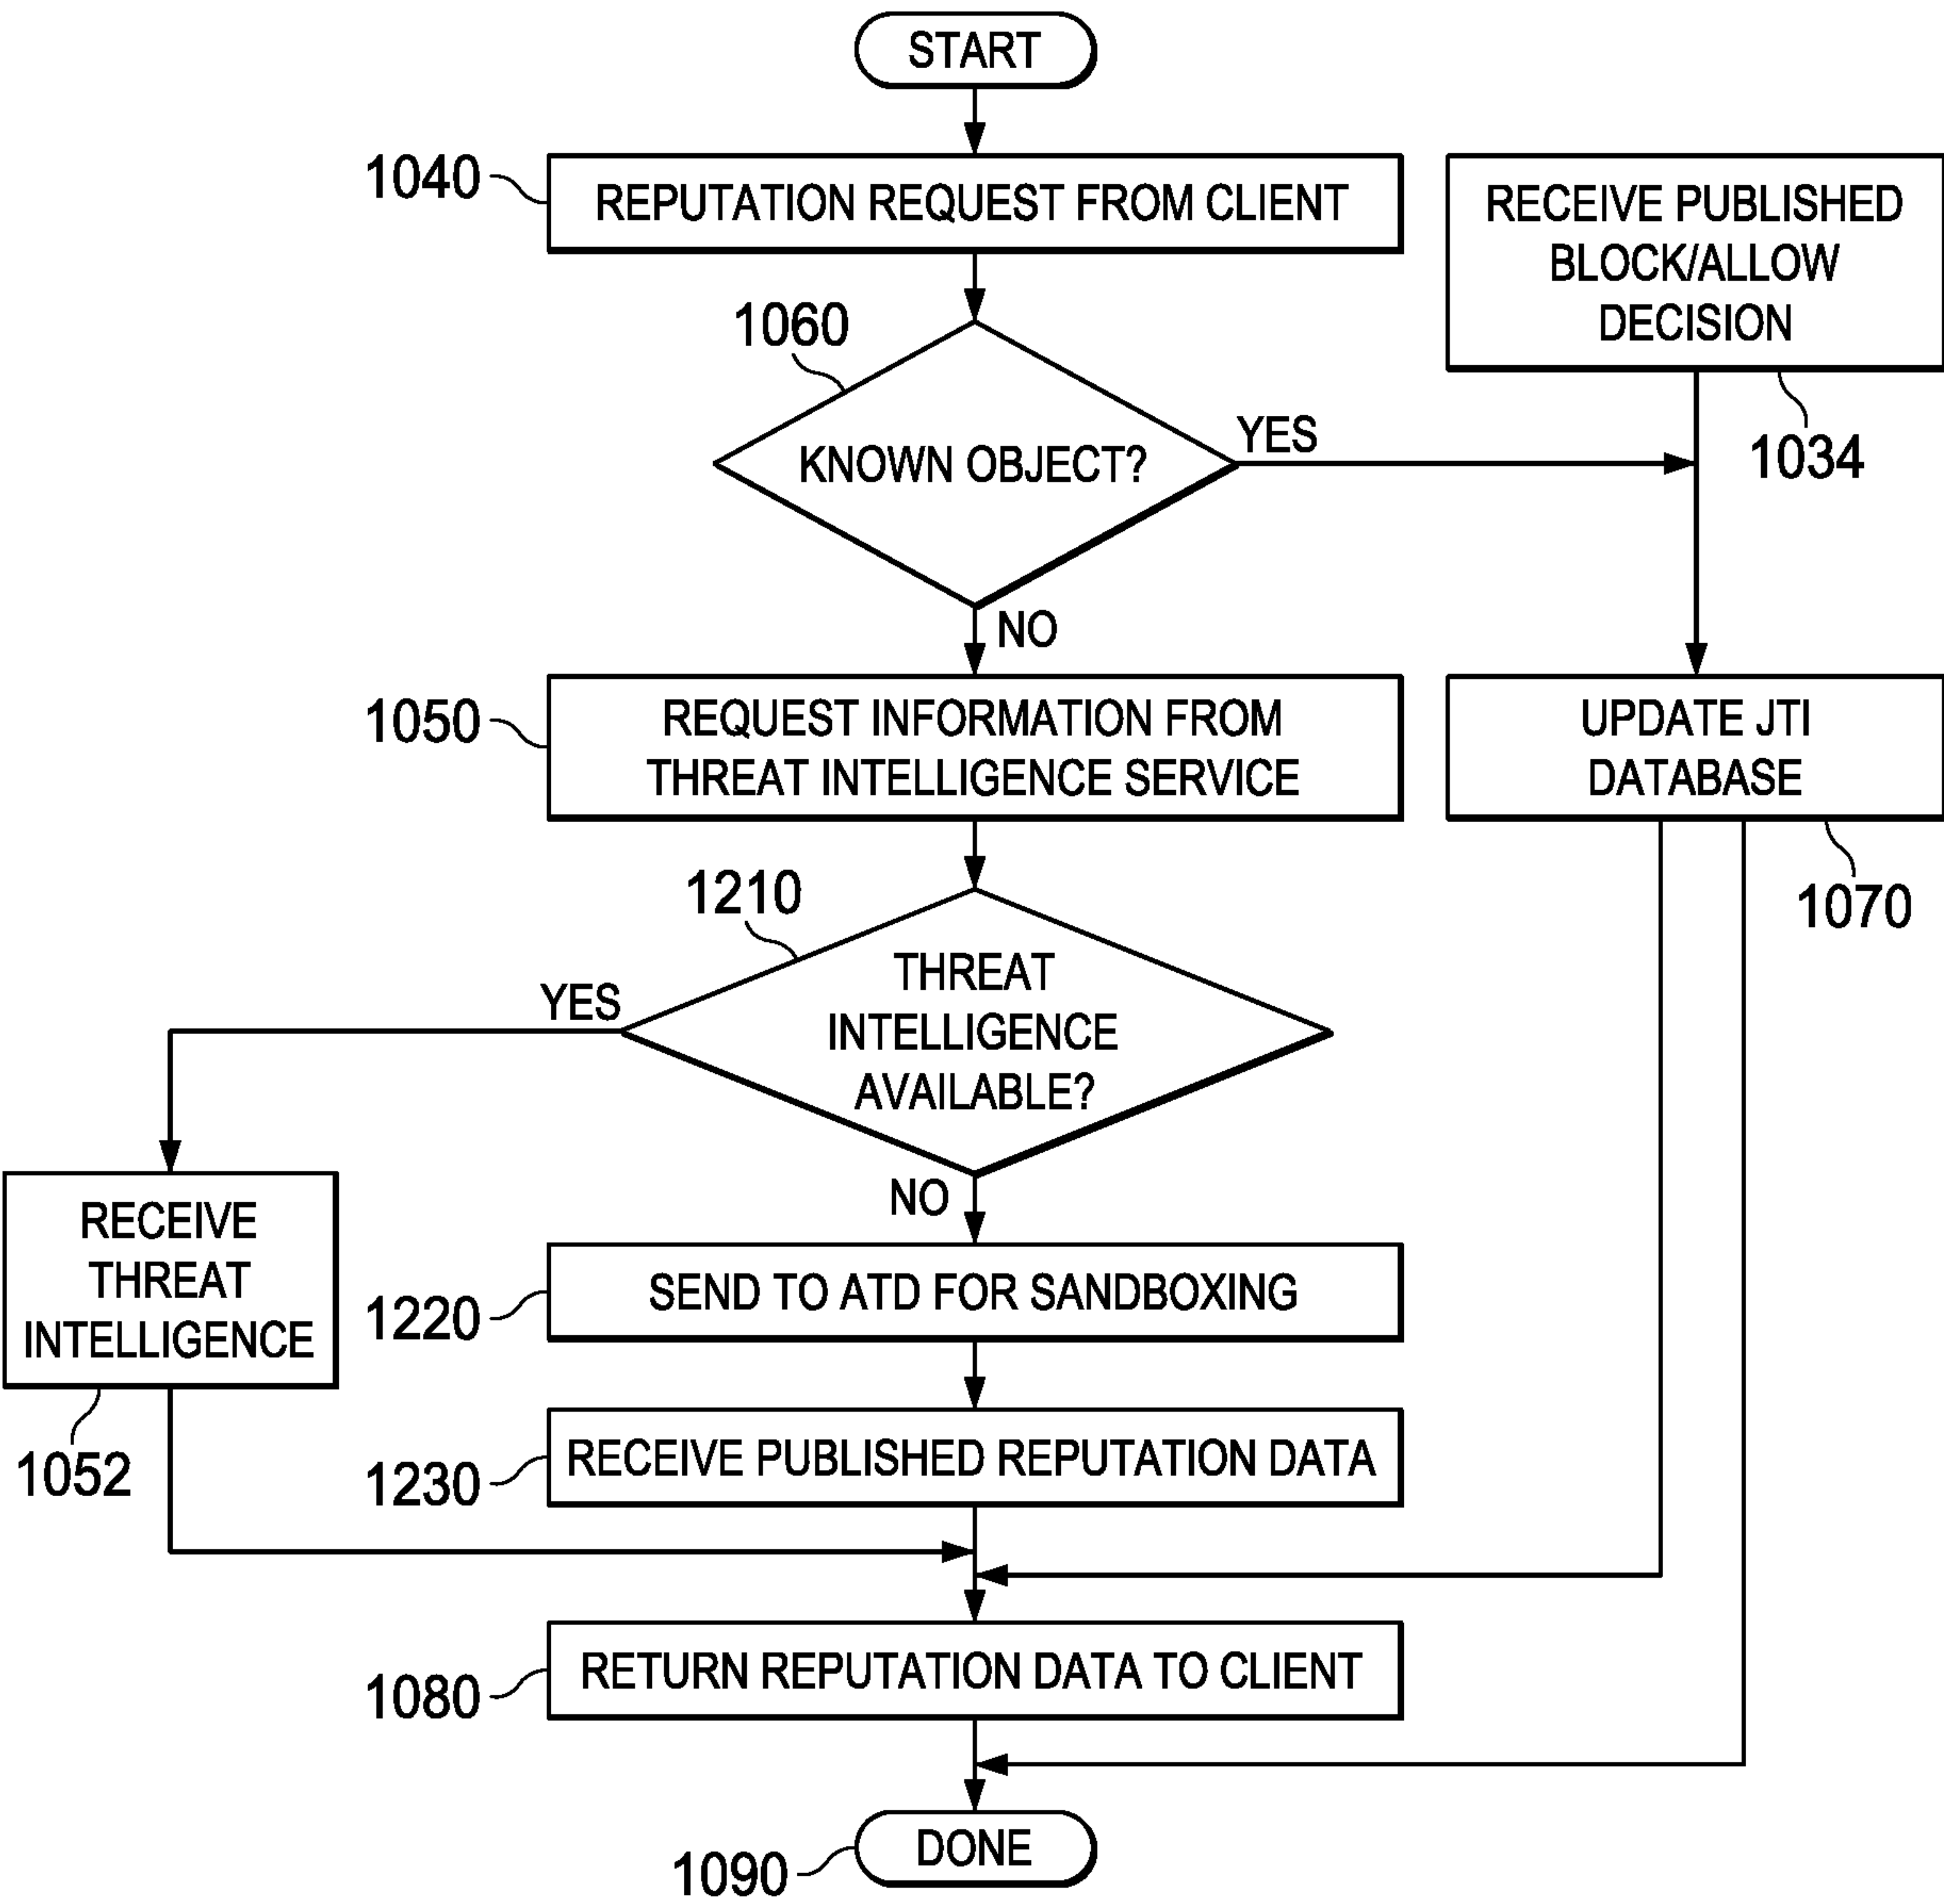 START
1040
REPUTATION REQUEST FROM CLIENT
RECEIVE PUBLISHED
BLOCK/ALLOW
DECISION
1034
1060
KNOWN OBJECT?
YES
NO
1050
REQUEST INFORMATION FROM
THREAT INTELLIGENCE SERVICE
UPDATE JTI
DATABASE
1070
1210
THREAT
INTELLIGENCE
AVAILABLE?
YES
NO
RECEIVE
THREAT
INTELLIGENCE
1052
1220
SEND TO ATD FOR SANDBOXING
1230
RECEIVE PUBLISHED REPUTATION DATA
1080
RETURN REPUTATION DATA TO CLIENT
1090
DONE